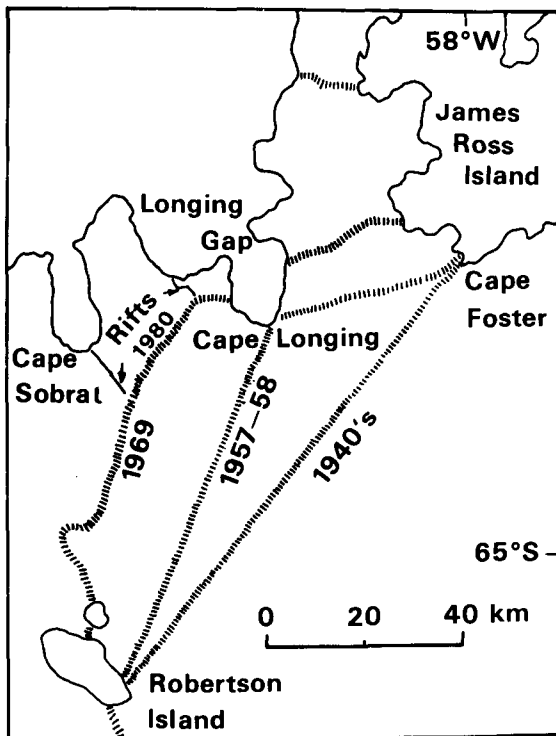 58°W
James
Ross
Island
Longing
Gap
Rifts
1980
Cape
Sobral
Cape Longing
Cape
Foster
1969
1957–58
1940's
65°S
0 20 40 km
Robertson
Island